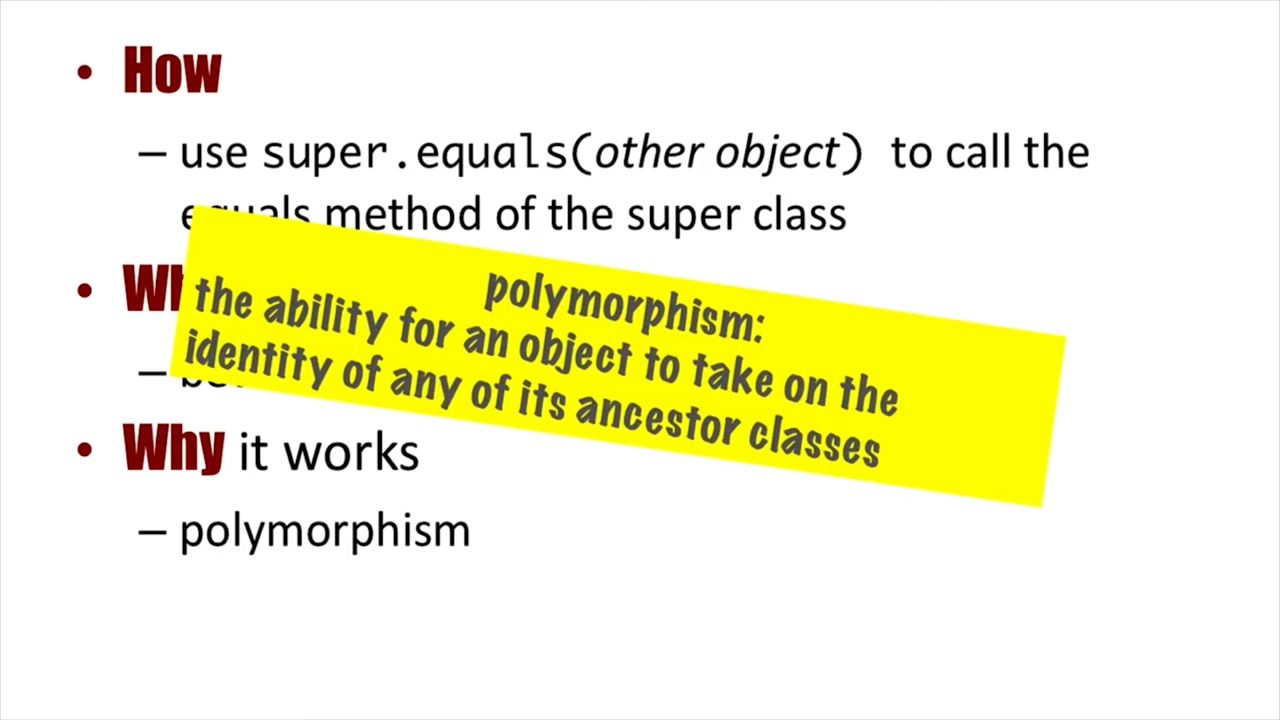 • How
– use super.equals(other object) to call the
equals method of the super class
polymorphism:
the ability for an object to take on the
identity of any of its ancestor classes
• Why it works
– polymorphism